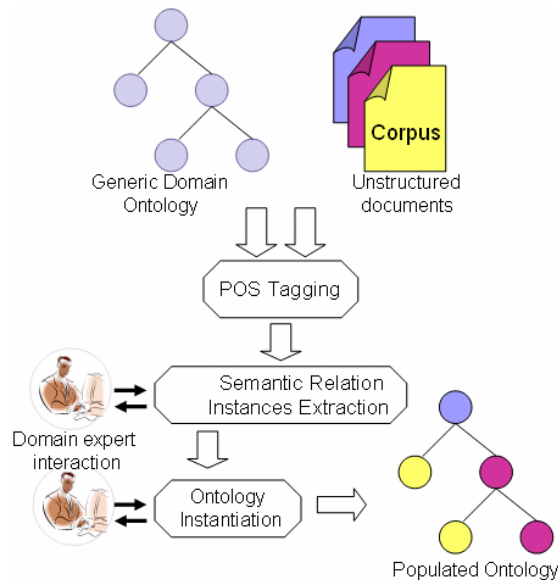 Corpus
Generic Domain
Ontology
Unstructured
documents
POS Tagging
Semantic Relation
Instances Extraction
Domain expert
interaction
Ontology
Instantiation
Populated Ontology